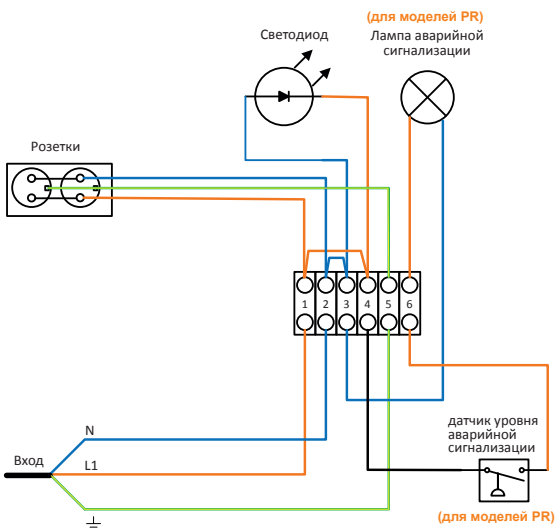 (для моделей PR)
Светодиод
Лампа аварийной
сигнализации
Розетки
1 2 3 4 5 6
N
Вход
L1
датчик уровня
аварийной
сигнализации
(для моделей PR)